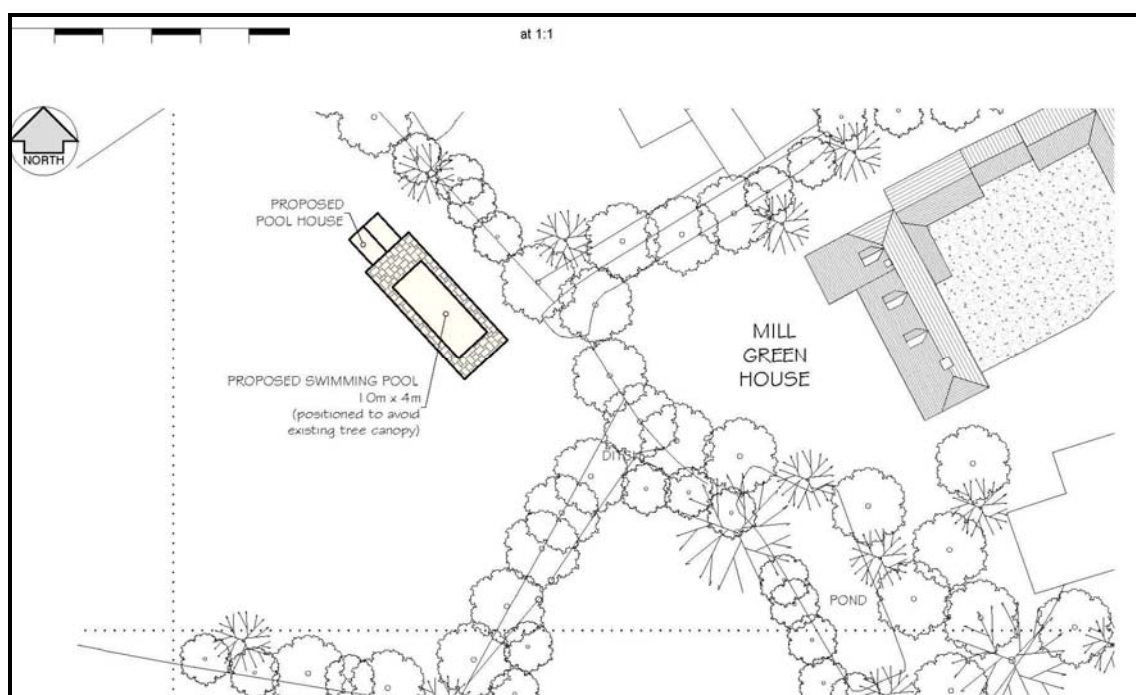 at 1:1
NORTH
PROPOSED
POOL HOUSE
PROPOSED SWIMMING POOL
10m x 4m
(positioned to avoid
existing tree canopy)
MILL
GREEN
HOUSE
DITCH
POND